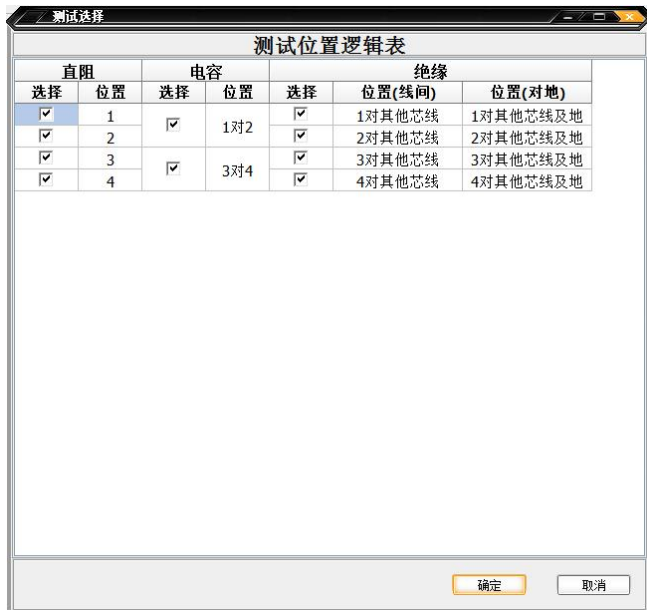 测试选择
测试位置逻辑表
直阻 电容 绝缘
选择 位置 选择 位置 选择 位置(线间) 位置(对地)
1 1对2 1对其他芯线 1对其他芯线及地
2 2对其他芯线 2对其他芯线及地
3 3对4 3对其他芯线 3对其他芯线及地
4 4对其他芯线 4对其他芯线及地
确定 取消